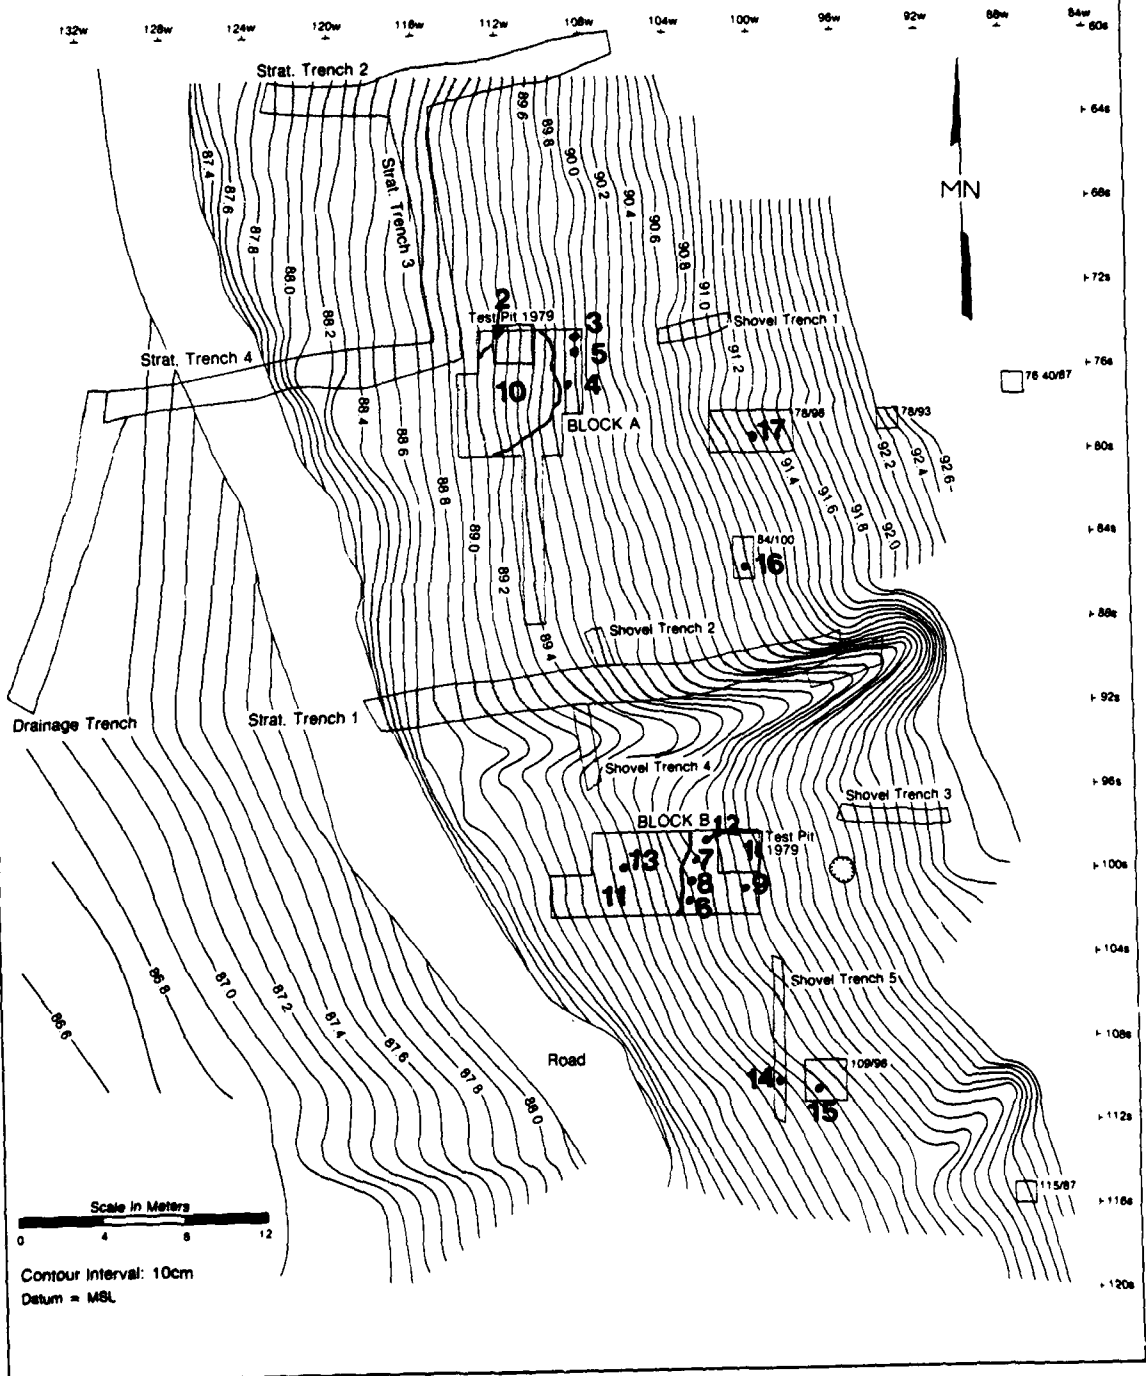 132w 128w 124w 120w 116w 112w 108w 104w 100w 96w 92w 88w 84w
60s
Strat. Trench 2
89.6
89.8
64s
87.4
87.6
87.8
88.0
88.2
Strat. Trench 3
90.0
90.2
90.4
90.6
90.8
91.0
MN
68s
72s
2
Test Pit 1979
3
5
4
10
BLOCK A
Shovel Trench 1
91.2
Strat. Trench 4
76s
76.40/87
88.4
88.6
88.8
89.0
89.2
89.4
78/98
17
78/93
80s
91.4
91.6
91.8
92.0
92.2
92.4
92.6
84s
84/100
16
88s
Shovel Trench 2
92s
Drainage Trench
Strat. Trench 1
Shovel Trench 4
96s
Shovel Trench 3
BLOCK B
12
Test Pit
1979
13
7
100s
8
9
11
6
104s
Shovel Trench 5
86.6
86.8
87.0
87.2
87.4
87.6
87.8
88.0
108s
Road
14
109/96
15
112s
115/87
116s
Scale in Meters
0 4 8 12
Contour Interval: 10cm
Datum = MSL
120s